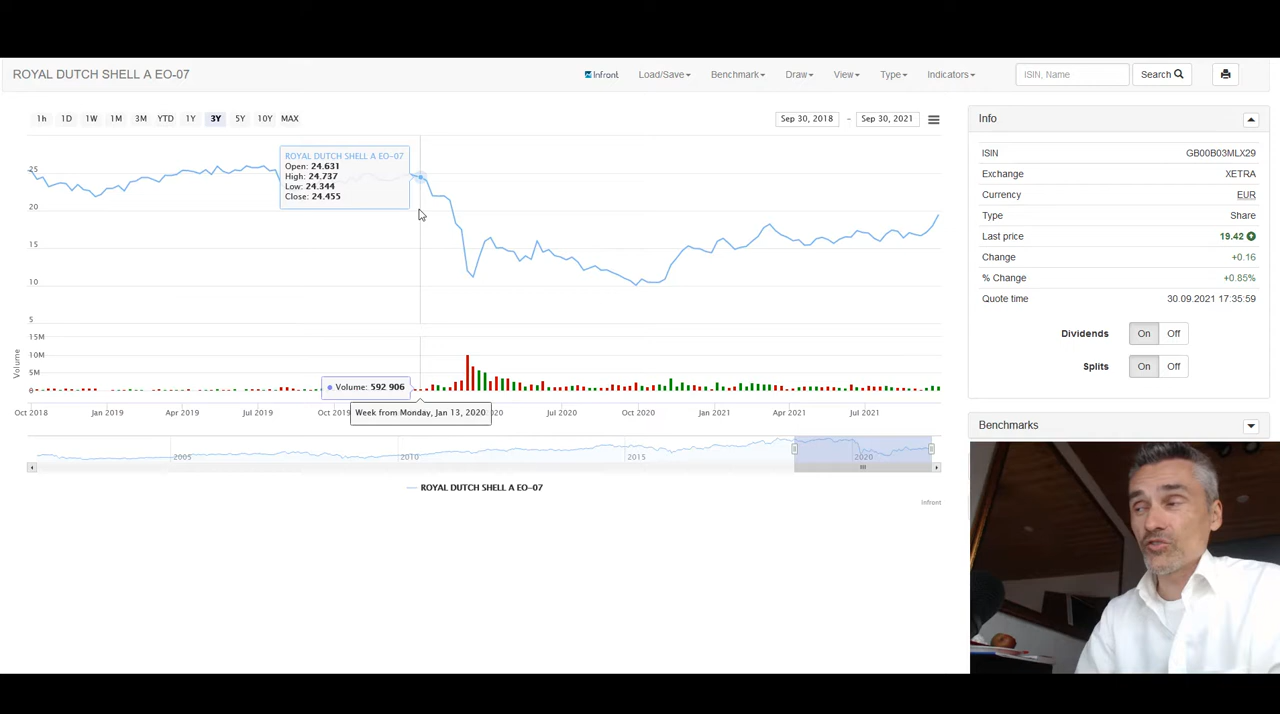 ROYAL DUTCH SHELL A EO-07
Infront
Load/Save
Benchmark
Draw
View
Type
Indicators
ISIN, Name
Search
1h 1D 1W 1M 3M YTD 1Y 3Y 5Y 10Y MAX
Sep 30, 2018 – Sep 30, 2021
25
20
15
10
5
ROYAL DUTCH SHELL A EO-07
Open: 24.631
High: 24.737
Low: 24.344
Close: 24.455
Volume
15M
10M
5M
0
Volume: 592 906
Oct 2018 Jan 2019 Apr 2019 Jul 2019 Oct 2019 Week from Monday, Jan 13, 2020 Jul 2020 Oct 2020 Jan 2021 Apr 2021 Jul 2021
2005 2010 2015 2020
ROYAL DUTCH SHELL A EO-07
Infront
Info
ISIN GB00B03MLX29
Exchange XETRA
Currency EUR
Type Share
Last price 19.42
Change +0.16
% Change +0.85%
Quote time 30.09.2021 17:35:59
Dividends On Off
Splits On Off
Benchmarks